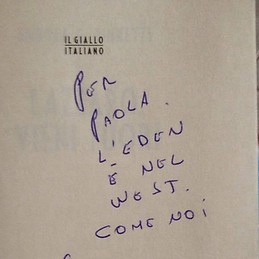 IL GIALLO
ITALIANO
PER
PAOLA.
L'EDEN
È NEL
WEST.
COME NOI